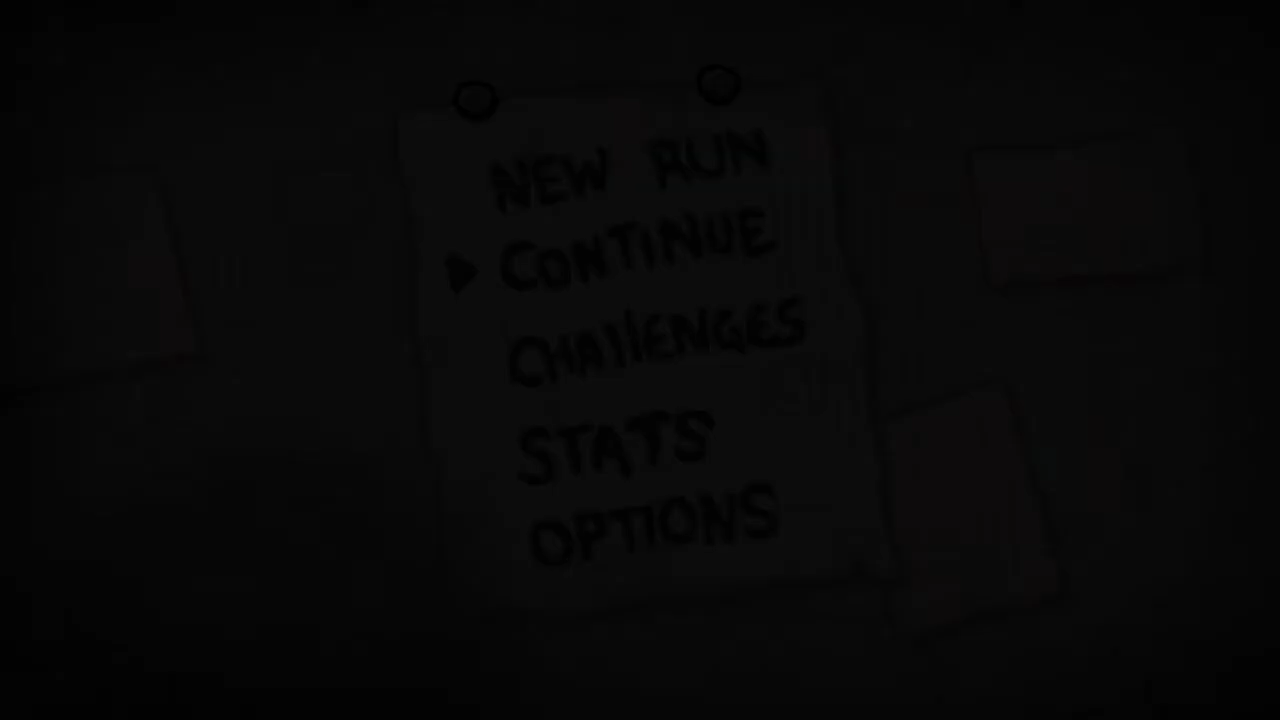 NEW RUN
CONTINUE
CHALLENGES
STATS
OPTIONS